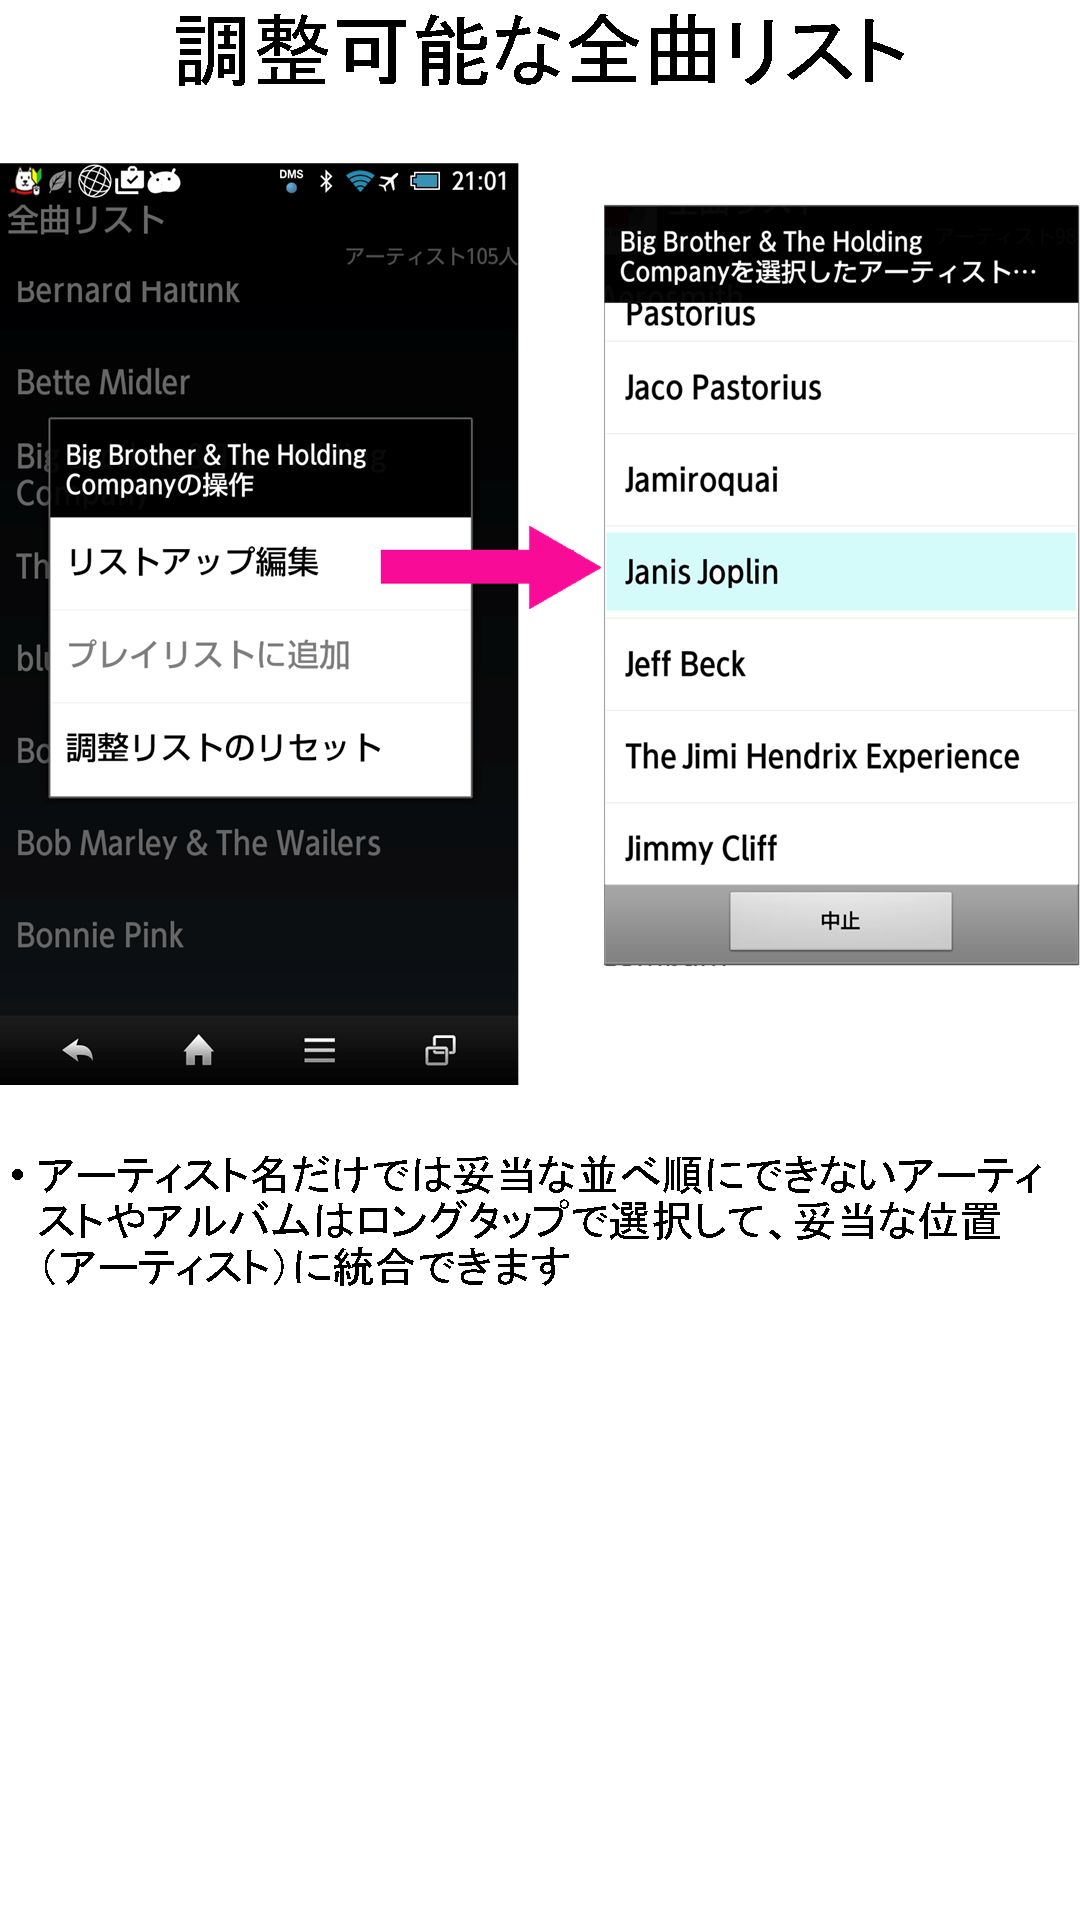 調整可能な全曲リスト
DMS
21:01
全曲リスト
アーティスト105人
Bernard Haitink
Bette Midler
Big Brother & The Holding
Companyの操作
リストアップ編集
プレイリストに追加
調整リストのリセット
Bob Marley & The Wailers
Bonnie Pink
Big Brother & The Holding
Companyを選択したアーティスト…
Pastorius
Jaco Pastorius
Jamiroquai
Janis Joplin
Jeff Beck
The Jimi Hendrix Experience
Jimmy Cliff
中止
• アーティスト名だけでは妥当な並べ順にできないアーティ
ストやアルバムはロングタップで選択して、妥当な位置
（アーティスト）に統合できます